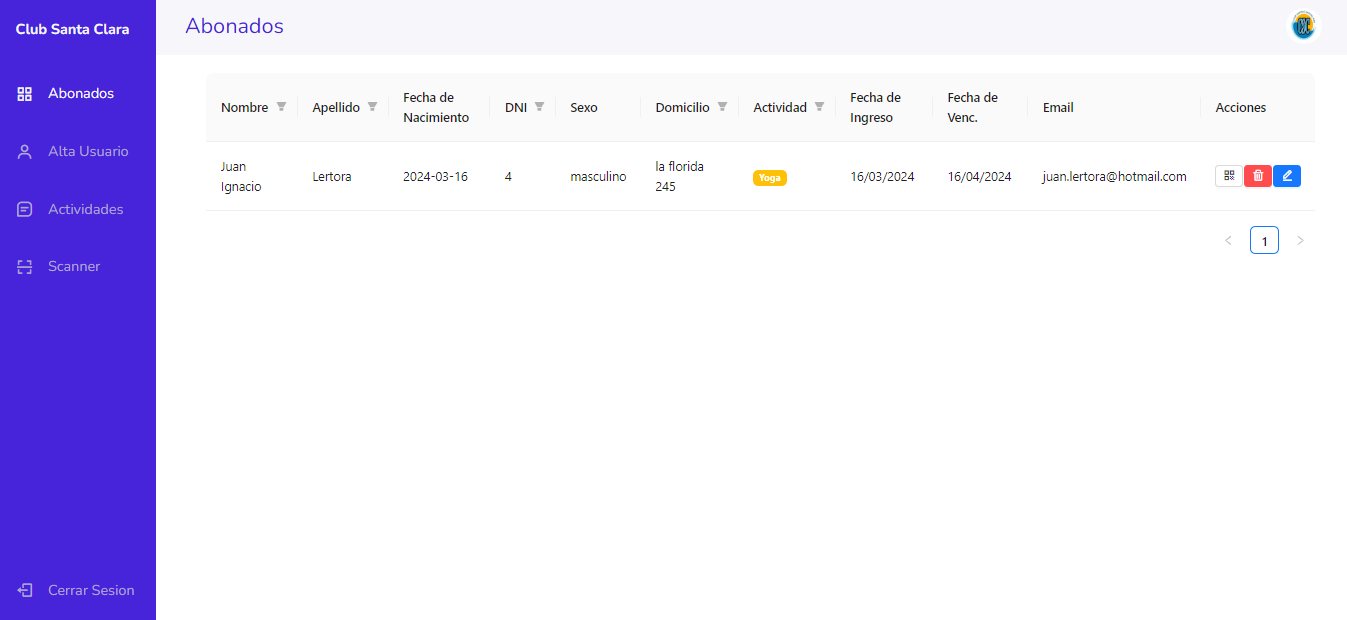 Club Santa Clara
Abonados
Alta Usuario
Actividades
Scanner
Cerrar Sesion
Abonados
Nombre
Apellido
Fecha de
Nacimiento
DNI
Sexo
Domicilio
Actividad
Fecha de
Ingreso
Fecha de
Venc.
Email
Acciones
Juan
Ignacio
Lertora
2024-03-16
4
masculino
la florida
245
Yoga
16/03/2024
16/04/2024
juan.lertora@hotmail.com
1